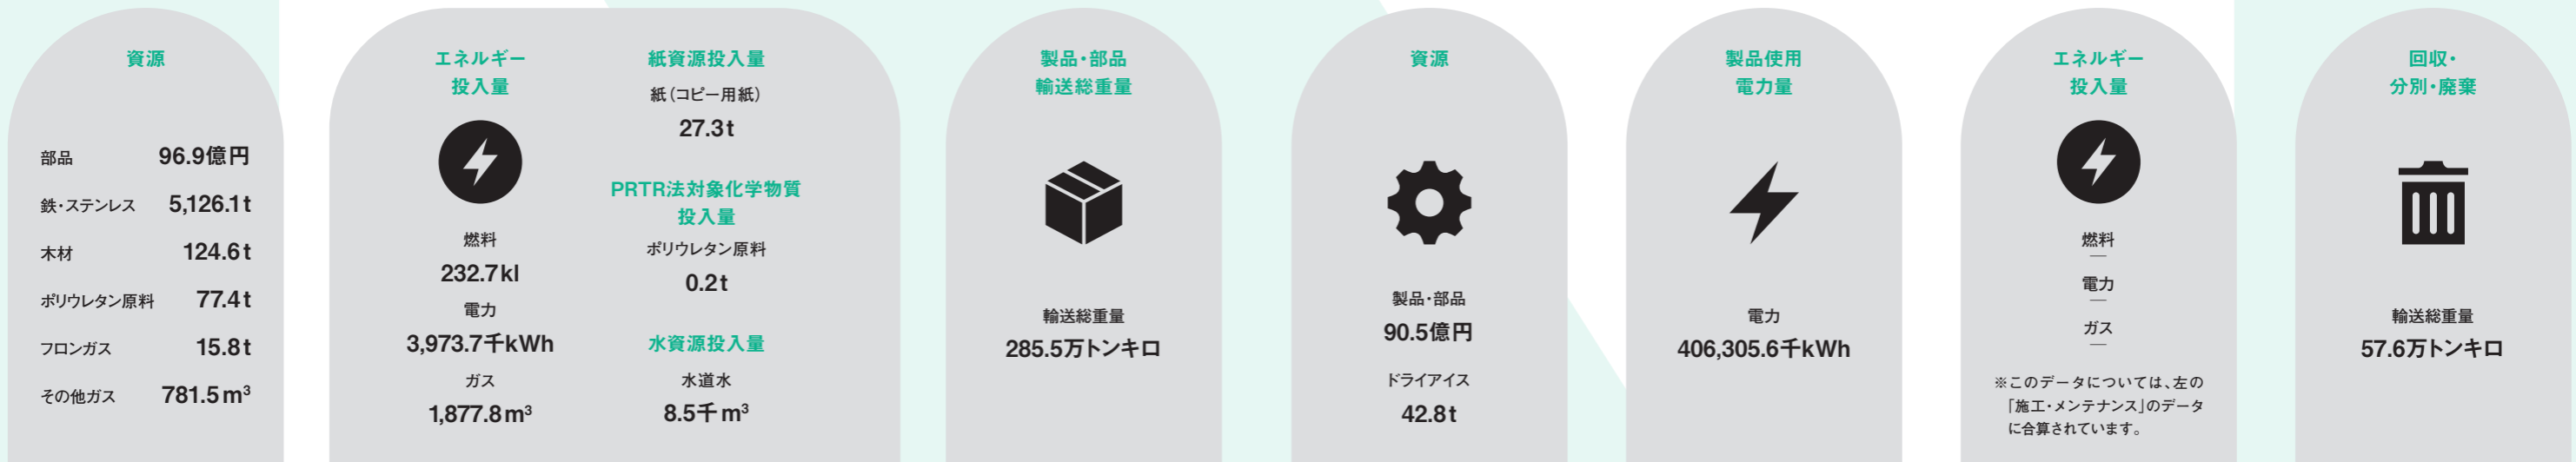 資源
部品 96.9億円
鉄・ステンレス 5,126.1t
木材 124.6t
ポリウレタン原料 77.4t
フロンガス 15.8t
その他ガス 781.5m³
エネルギー
投入量
燃料
232.7kl
電力
3,973.7千kWh
ガス
1,877.8m³
紙資源投入量
紙（コピー用紙）
27.3t
PRTR法対象化学物質
投入量
ポリウレタン原料
0.2t
水資源投入量
水道水
8.5千m³
製品・部品
輸送総重量
輸送総重量
285.5万トンキロ
資源
製品・部品
90.5億円
ドライアイス
42.8t
製品使用
電力量
電力
406,305.6千kWh
エネルギー
投入量
燃料
—
電力
—
ガス
—
※このデータについては、左の
「施工・メンテナンス」のデータ
に合算されています。
回収・
分別・廃棄
輸送総重量
57.6万トンキロ